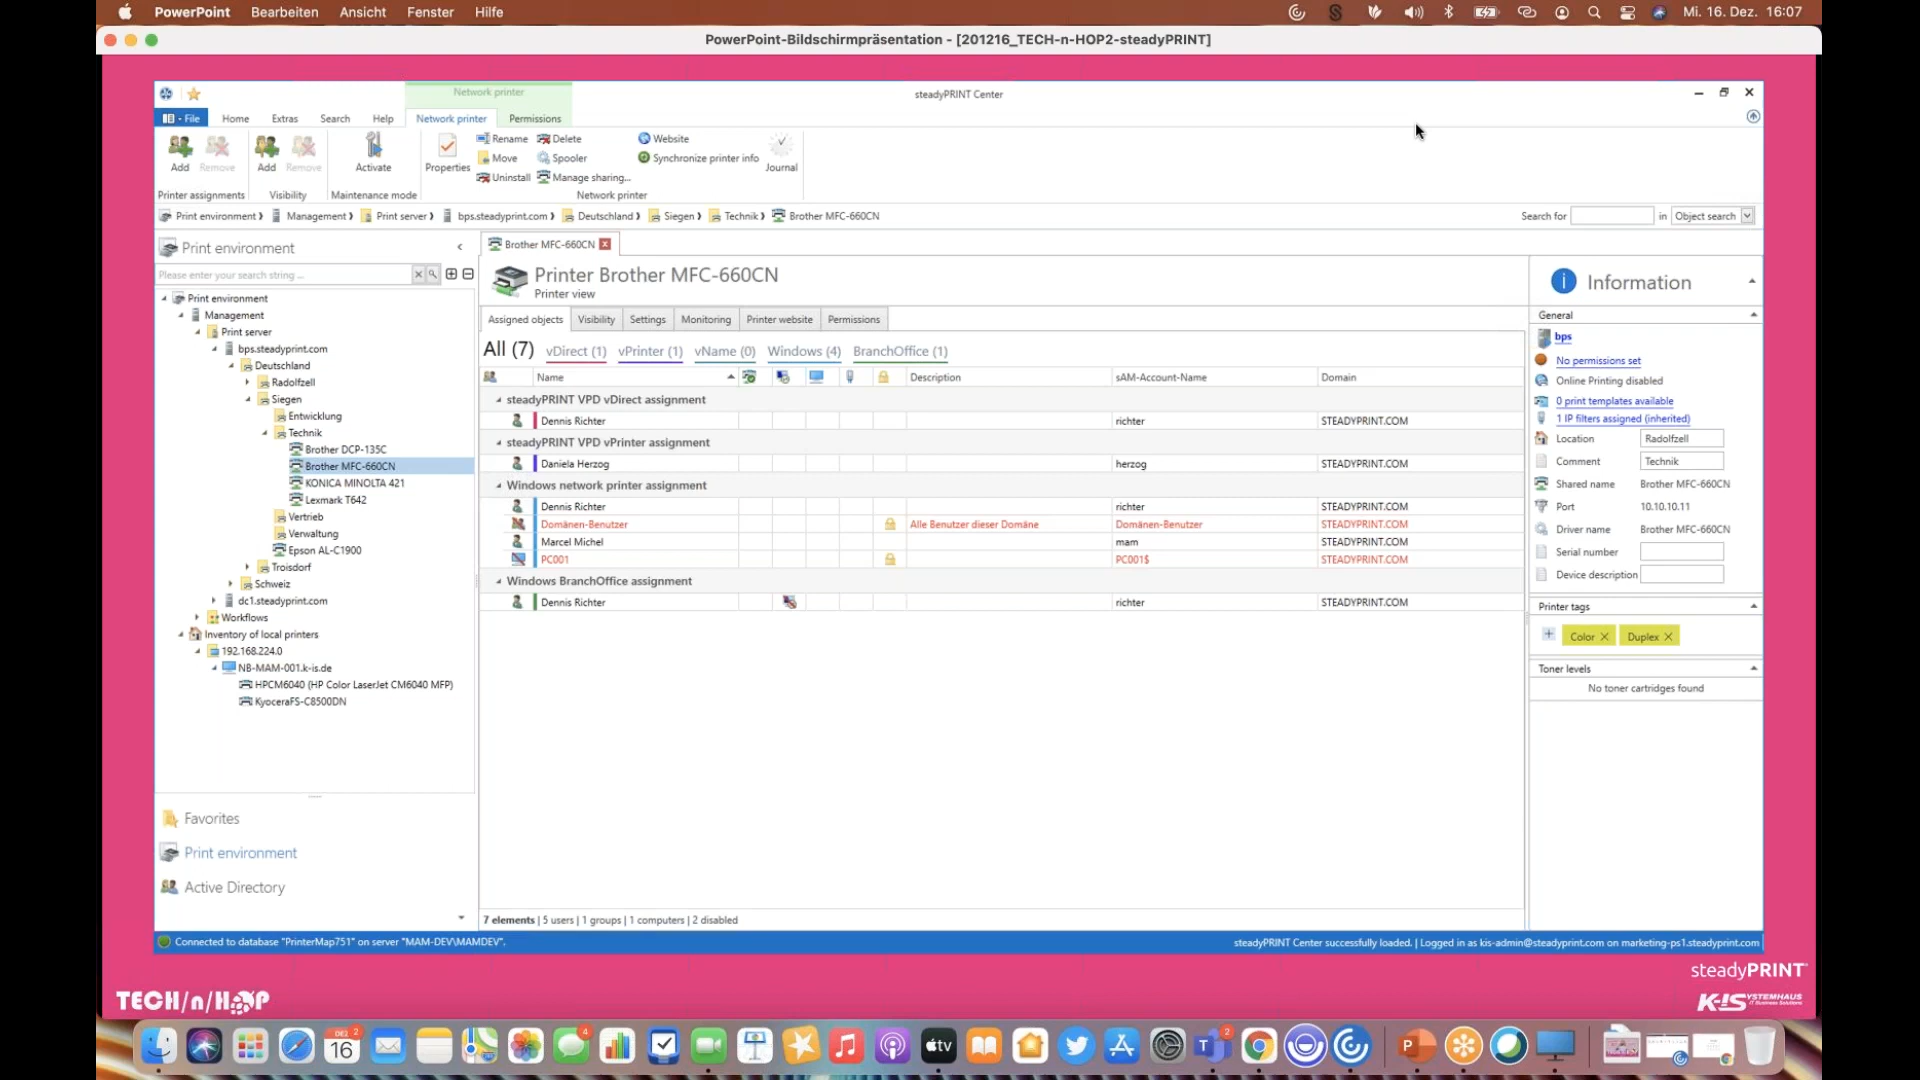 PowerPoint Bearbeiten Ansicht Fenster Hilfe Mi. 16. Dez. 16:07
PowerPoint-Bildschirmpräsentation - [201216_TECH-n-HOP2-steadyPRINT]
Network printer
steadyPRINT Center
File Home Extras Search Help Network printer Permissions
Add Remove Add Remove Activate Properties Rename Delete Website
Move Spooler Synchronize printer info Journal
Uninstall Manage sharing...
Printer assignments Visibility Maintenance mode Network printer
Print environment Management Print server bps.steadyprint.com Deutschland Siegen Technik Brother MFC-660CN Search for in Object search
Print environment
Please enter your search string ...
Print environment
Management
Print server
bps.steadyprint.com
Deutschland
Radolfzell
Siegen
Entwicklung
Technik
Brother DCP-135C
Brother MFC-660CN
KONICA MINOLTA 421
Lexmark T642
Vertrieb
Verwaltung
Epson AL-C1900
Troisdorf
Schweiz
dc1.steadyprint.com
Workflows
Inventory of local printers
192.168.224.0
NB-MAM-001.k-is.de
HPCM6040 (HP Color LaserJet CM6040 MFP)
KyoceraFS-C8500DN
Favorites
Print environment
Active Directory
Brother MFC-660CN
Printer Brother MFC-660CN
Printer view
Assigned objects Visibility Settings Monitoring Printer website Permissions
All (7) vDirect (1) vPrinter (1) vName (0) Windows (4) BranchOffice (1)
Name Description sAM-Account-Name Domain
steadyPRINT VPD vDirect assignment
Dennis Richter richter STEADYPRINT.COM
steadyPRINT VPD vPrinter assignment
Daniela Herzog herzog STEADYPRINT.COM
Windows network printer assignment
Dennis Richter richter STEADYPRINT.COM
Domänen-Benutzer Alle Benutzer dieser Domäne Domänen-Benutzer STEADYPRINT.COM
Marcel Michel mam STEADYPRINT.COM
PC001 PC001$ STEADYPRINT.COM
Windows BranchOffice assignment
Dennis Richter richter STEADYPRINT.COM
7 elements | 5 users | 1 groups | 1 computers | 2 disabled
Information
General
bps
No permissions set
Online Printing disabled
0 print templates available
1 IP filters assigned (inherited)
Location Radolfzell
Comment Technik
Shared name Brother MFC-660CN
Port 10.10.10.11
Driver name Brother MFC-660CN
Serial number
Device description
Printer tags
Color Duplex
Toner levels
No toner cartridges found
Connected to database "PrinterMap751" on server "MAM-DEV\MAMDEV". steadyPRINT Center successfully loaded. | Logged in as kis-admin@steadyprint.com on marketing-ps1.steadyprint.com
steadyPRINT
TECH/n/HOP
K-iS SYSTEMHAUS
DEZ 2
16
4
tv
2